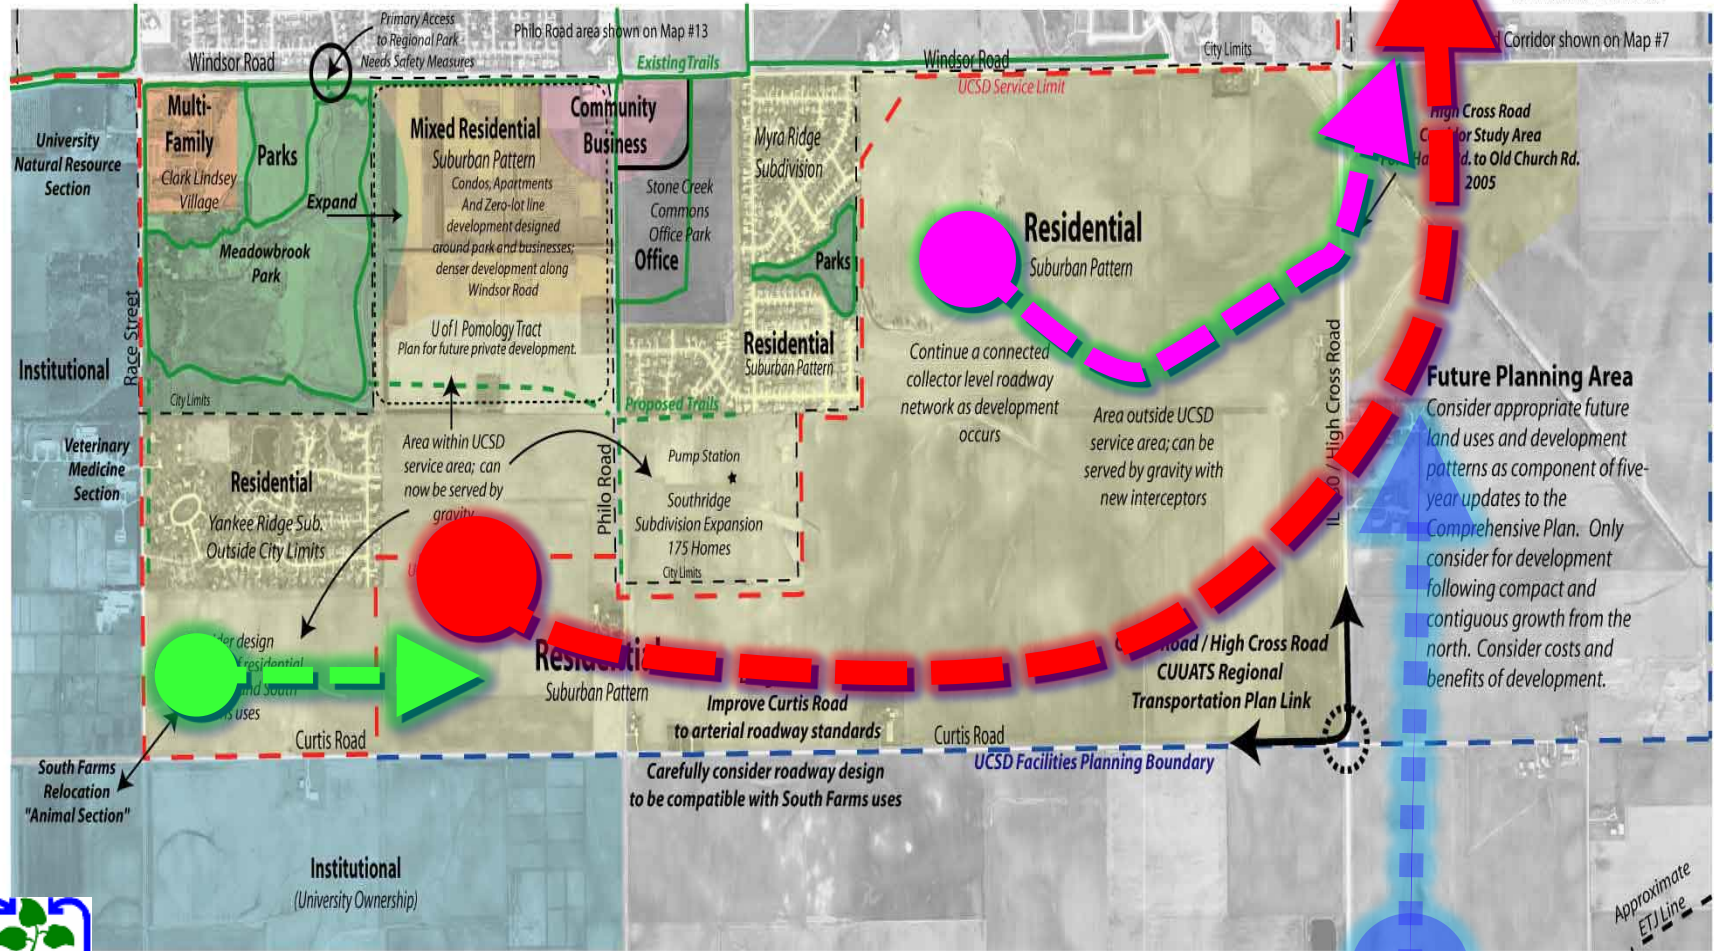 Primary Access
to Regional Park
Needs Safety Measures
Philo Road area shown on Map #13
Windsor Road
Existing Trails
Windsor Road
City Limits
Corridor shown on Map #7
UCSD Service Limit
University
Natural Resource
Section
Multi-
Family
Clark Lindsey
Village
Parks
Expand
Meadowbrook
Park
Mixed Residential
Suburban Pattern
Condos, Apartments
And Zero-lot line
development designed
around park and businesses;
denser development along
Windsor Road
U of I Pomology Tract
Plan for future private development.
Community
Business
Stone Creek
Commons
Office Park
Office
Myra Ridge
Subdivision
Parks
Residential
Suburban Pattern
Residential
Suburban Pattern
High Cross Road
Study Area
Rd. to Old Church Rd.
2005
Race Street
Institutional
City Limits
Proposed Trails
Continue a connected
collector level roadway
network as development
occurs
Area outside UCSD
service area; can be
served by gravity with
new interceptors
/ High Cross Road
Future Planning Area
Consider appropriate future
land uses and development
patterns as component of five-
year updates to the
Comprehensive Plan. Only
consider for development
following compact and
contiguous growth from the
north. Consider costs and
benefits of development.
Veterinary
Medicine
Section
Residential
Yankee Ridge Sub.
Outside City Limits
Area within UCSD
service area; can
now be served by
gravity
Philo Road
Pump Station
Southridge
Subdivision Expansion
175 Homes
City Limits
design
residential
and South
uses
Residential
Suburban Pattern
Improve Curtis Road
to arterial roadway standards
Road / High Cross Road
CUUATS Regional
Transportation Plan Link
Curtis Road
Curtis Road
UCSD Facilities Planning Boundary
South Farms
Relocation
"Animal Section"
Carefully consider roadway design
to be compatible with South Farms uses
Institutional
(University Ownership)
Approximate
ETJ Line